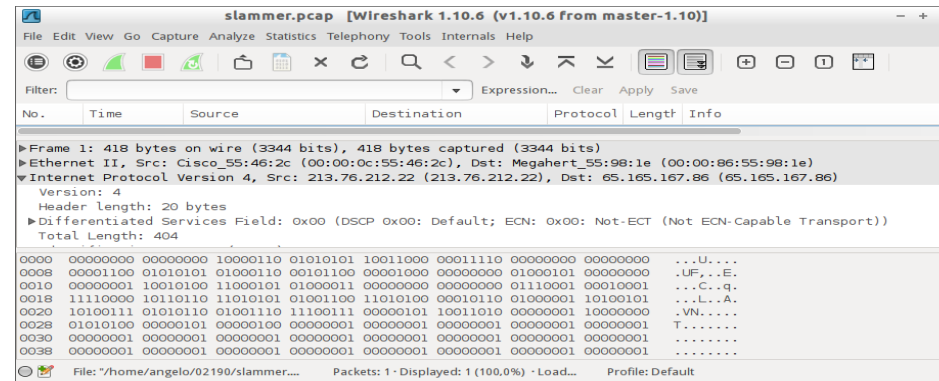 slammer.pcap [Wireshark 1.10.6 (v1.10.6 from master-1.10)]
File Edit View Go Capture Analyze Statistics Telephony Tools Internals Help
Filter: Expression... Clear Apply Save
No. Time Source Destination Protocol Length Info
Frame 1: 418 bytes on wire (3344 bits), 418 bytes captured (3344 bits)
Ethernet II, Src: Cisco_55:46:2c (00:00:0c:55:46:2c), Dst: Megahert_55:98:1e (00:00:86:55:98:1e)
Internet Protocol Version 4, Src: 213.76.212.22 (213.76.212.22), Dst: 65.165.167.86 (65.165.167.86)
Version: 4
Header length: 20 bytes
Differentiated Services Field: 0x00 (DSCP 0x00: Default; ECN: 0x00: Not-ECT (Not ECN-Capable Transport))
Total Length: 404
0000 00000000 00000000 10000110 01010101 10011000 00011110 00000000 00000000 ...U....
0008 00001100 01010101 01000110 00101100 00001000 00000000 01000101 00000000 .UF,..E.
0010 00000001 10010100 11000101 01000011 00000000 00000000 01110001 00010001 ...C..q.
0018 11110000 10110110 11010101 01001100 11010100 00010110 01000001 10100101 ...L..A.
0020 10100111 01010110 01001110 11100111 00000101 10011010 00000001 10000000 .VN.....
0028 01010100 00000101 00000100 00000001 00000001 00000001 00000001 00000001 T.......
0030 00000001 00000001 00000001 00000001 00000001 00000001 00000001 00000001 ........
0038 00000001 00000001 00000001 00000001 00000001 00000001 00000001 00000001 ........
File: "/home/angelo/02190/slammer.... Packets: 1 · Displayed: 1 (100,0%) · Load... Profile: Default